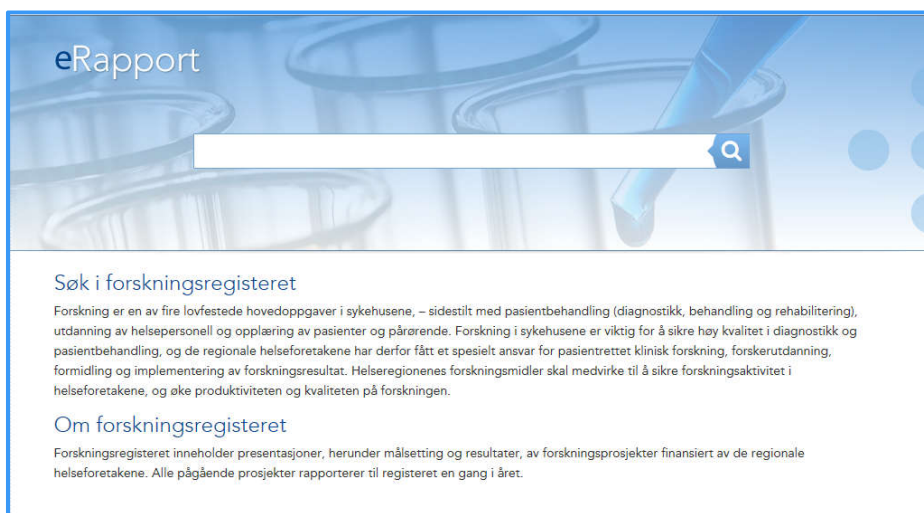 eRapport
Søk i forskningsregisteret
Forskning er en av fire lovfestede hovedoppgaver i sykehusene, – sidestilt med pasientbehandling (diagnostikk, behandling og rehabilitering),
utdanning av helsepersonell og opplæring av pasienter og pårørende. Forskning i sykehusene er viktig for å sikre høy kvalitet i diagnostikk og
pasientbehandling, og de regionale helseforetakene har derfor fått et spesielt ansvar for pasientrettet klinisk forskning, forskerutdanning,
formidling og implementering av forskningsresultat. Helseregionenes forskningsmidler skal medvirke til å sikre forskningsaktivitet i
helseforetakene, og øke produktiviteten og kvaliteten på forskningen.
Om forskningsregisteret
Forskningsregisteret inneholder presentasjoner, herunder målsetting og resultater, av forskningsprosjekter finansiert av de regionale
helseforetakene. Alle pågående prosjekter rapporterer til registeret en gang i året.